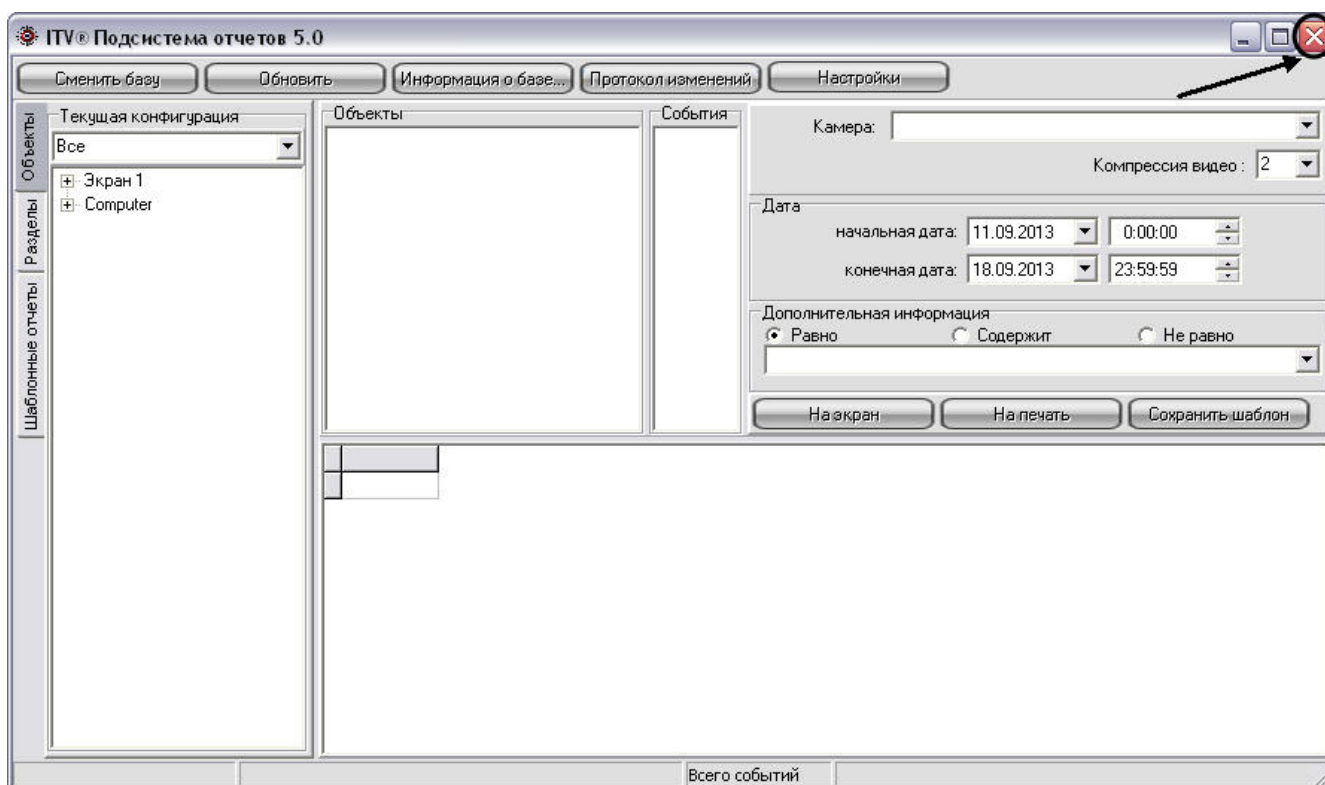 ITV® Подсистема отчетов 5.0
Сменить базу
Обновить
Информация о базе...
Протокол изменений
Настройки
Объекты
Разделы
Шаблонные отчеты
Текущая конфигурация
Все
Экран 1
Computer
Объекты
События
Камера:
Компрессия видео : 2
Дата
начальная дата: 11.09.2013 0:00:00
конечная дата: 18.09.2013 23:59:59
Дополнительная информация
Равно Содержит Не равно
На экран
На печать
Сохранить шаблон
Всего событий